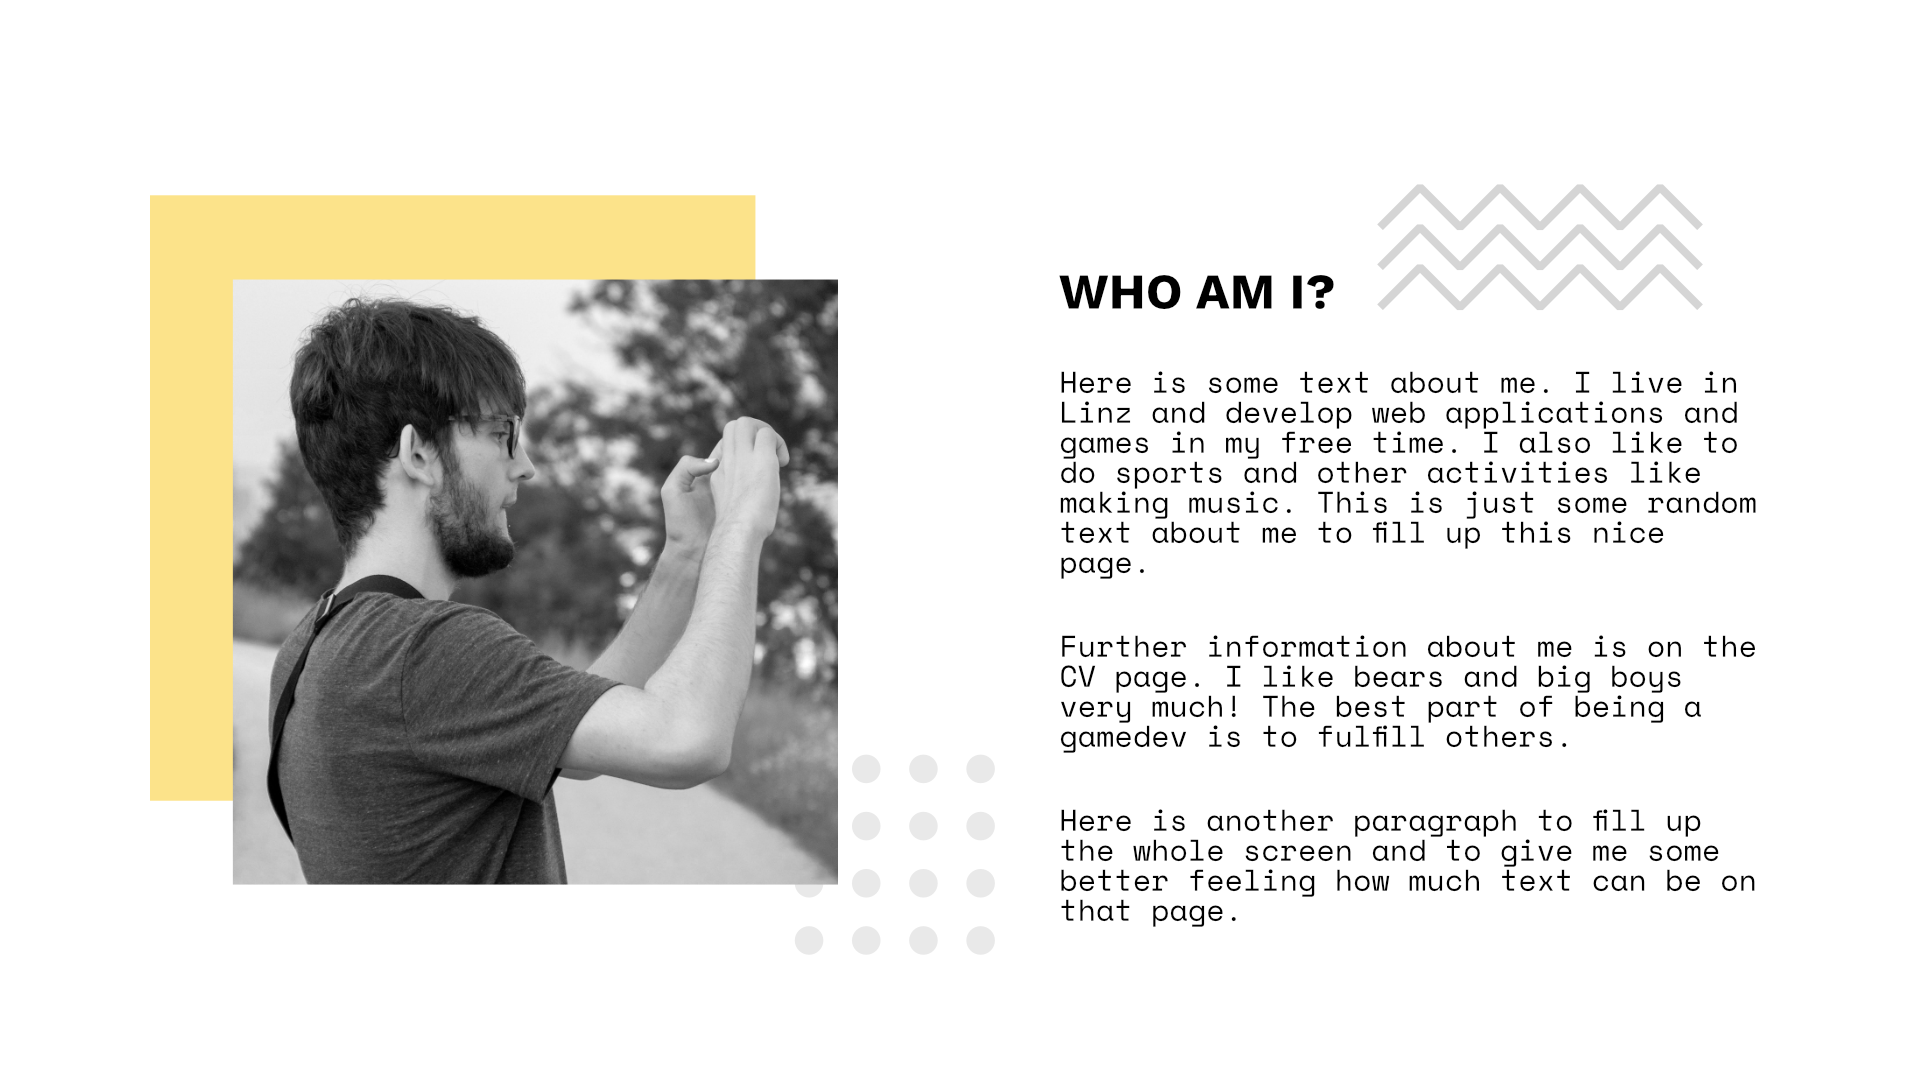 WHO AM I?
Here is some text about me. I live in
Linz and develop web applications and
games in my free time. I also like to
do sports and other activities like
making music. This is just some random
text about me to fill up this nice
page.
Further information about me is on the
CV page. I like bears and big boys
very much! The best part of being a
gamedev is to fulfill others.
Here is another paragraph to fill up
the whole screen and to give me some
better feeling how much text can be on
that page.